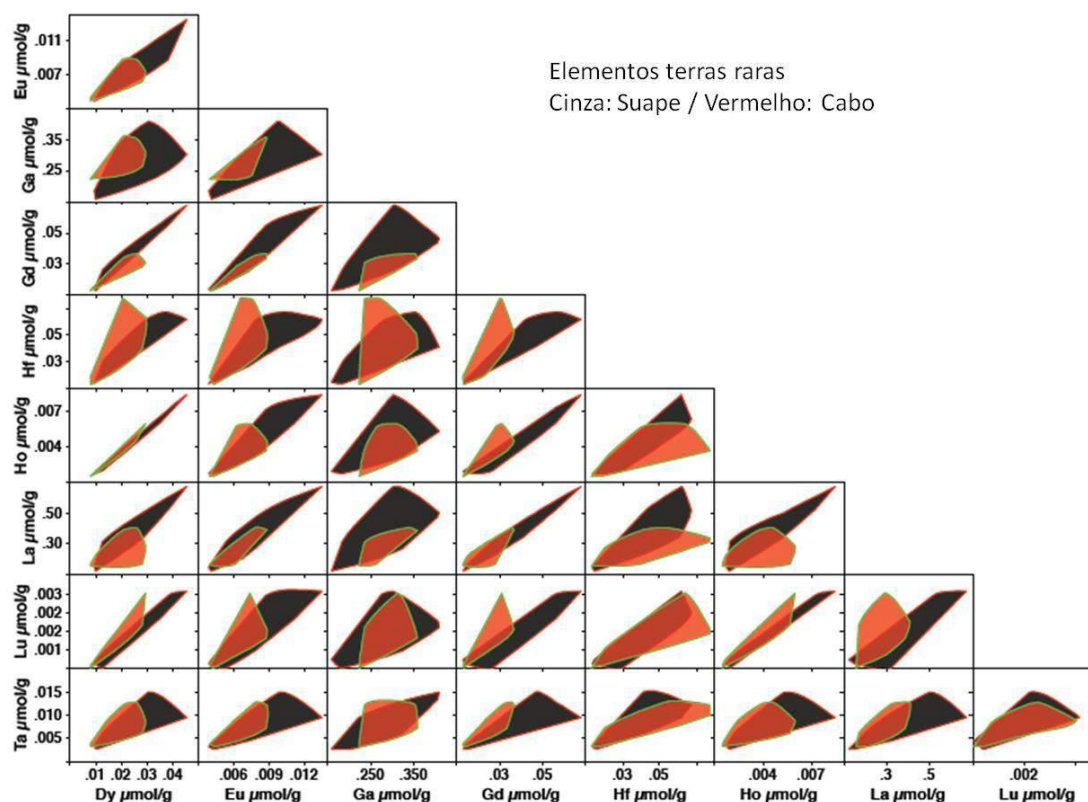 Elementos terras raras
Cinza: Suape / Vermelho: Cabo
Eu µmol/g
.011
.007
Ga µmol/g
.35
.25
Gd µmol/g
.05
.03
Hf µmol/g
.05
.03
Ho µmol/g
.007
.004
La µmol/g
.50
.30
Lu µmol/g
.003
.002
.002
.001
Ta µmol/g
.015
.010
.005
.01 .02 .03 .04
.006 .009 .012
.250 .350
.03 .05
.03 .05
.004 .007
.3 .5
.002
Dy µmol/g
Eu µmol/g
Ga µmol/g
Gd µmol/g
Hf µmol/g
Ho µmol/g
La µmol/g
Lu µmol/g